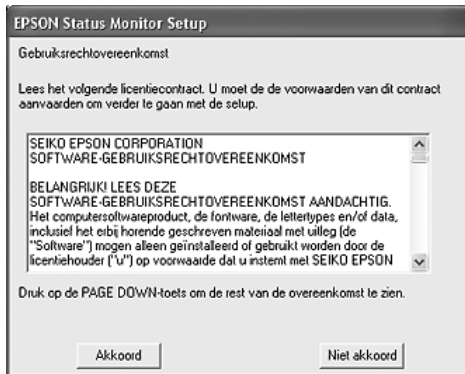 EPSON Status Monitor Setup
Gebruiksrechtovereenkomst
Lees het volgende licentiecontract. U moet de de voorwaarden van dit contract
aanvaarden om verder te gaan met de setup.
SEIKO EPSON CORPORATION
SOFTWARE-GEBRUIKSRECHTOVEREENKOMST
BELANGRIJK! LEES DEZE
SOFTWARE-GEBRUIKSRECHTOVEREENKOMST AANDACHTIG.
Het computersoftwareproduct, de fontware, de lettertypes en/of data,
inclusief het erbij horende geschreven materiaal met uitleg (de
"Software") mogen alleen geïnstalleerd of gebruikt worden door de
licentiehouder ("u") op voorwaarde dat u instemt met SEIKO EPSON
Druk op de PAGE DOWN-toets om de rest van de overeenkomst te zien.
Akkoord
Niet akkoord